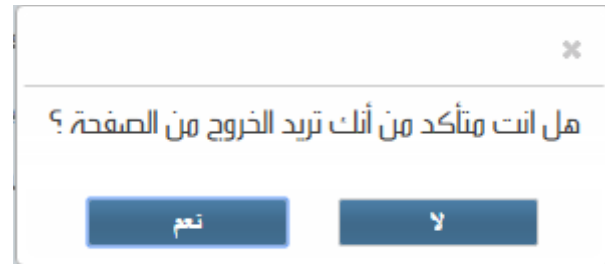 هل انت متأكد من أنك تريد الخروج من الصفحة ؟
لا
نعم